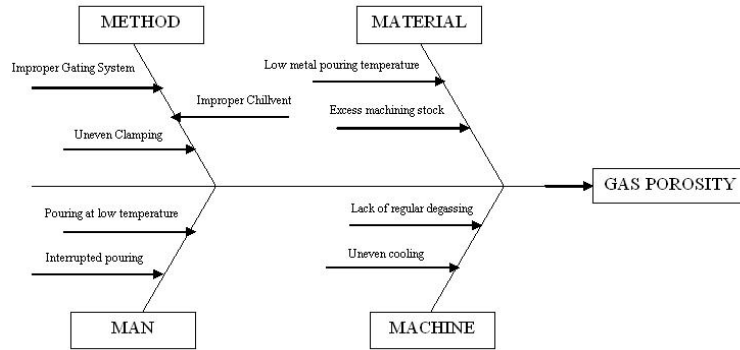 METHOD
MATERIAL
Improper Gating System
Low metal pouring temperature
Improper Chillvent
Excess machining stock
Uneven Clamping
GAS POROSITY
Pouring at low temperature
Lack of regular degassing
Interrupted pouring
Uneven cooling
MAN
MACHINE